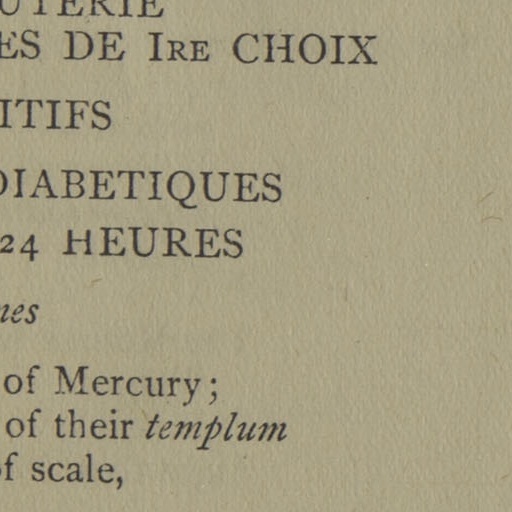 UTERIE
ES DE IRE CHOIX
ITIFS
DIABETIQUES
24 HEURES
nes
of Mercury;
of their templum
of scale,